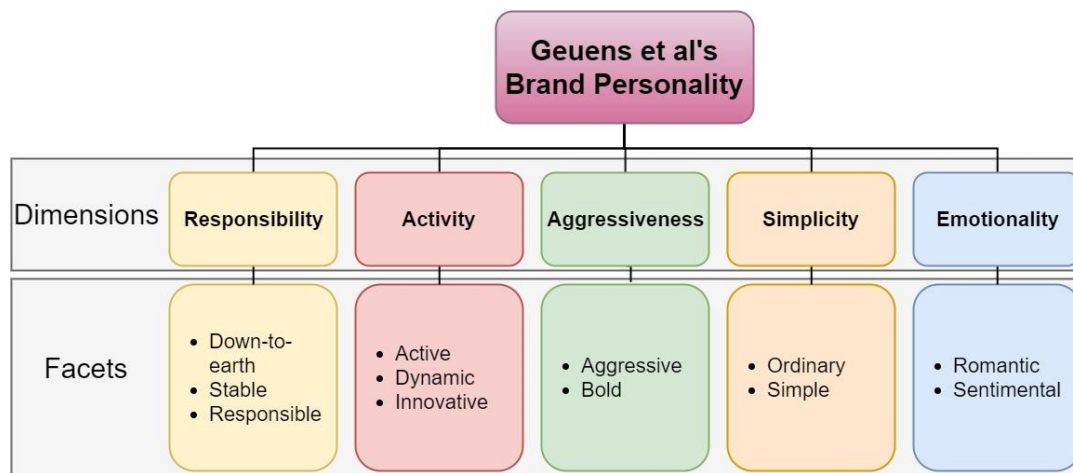 Geuens et al's
Brand Personality
Dimensions
Responsibility
Activity
Aggressiveness
Simplicity
Emotionality
Facets
• Down-to-
earth
• Stable
• Responsible
• Active
• Dynamic
• Innovative
• Aggressive
• Bold
• Ordinary
• Simple
• Romantic
• Sentimental